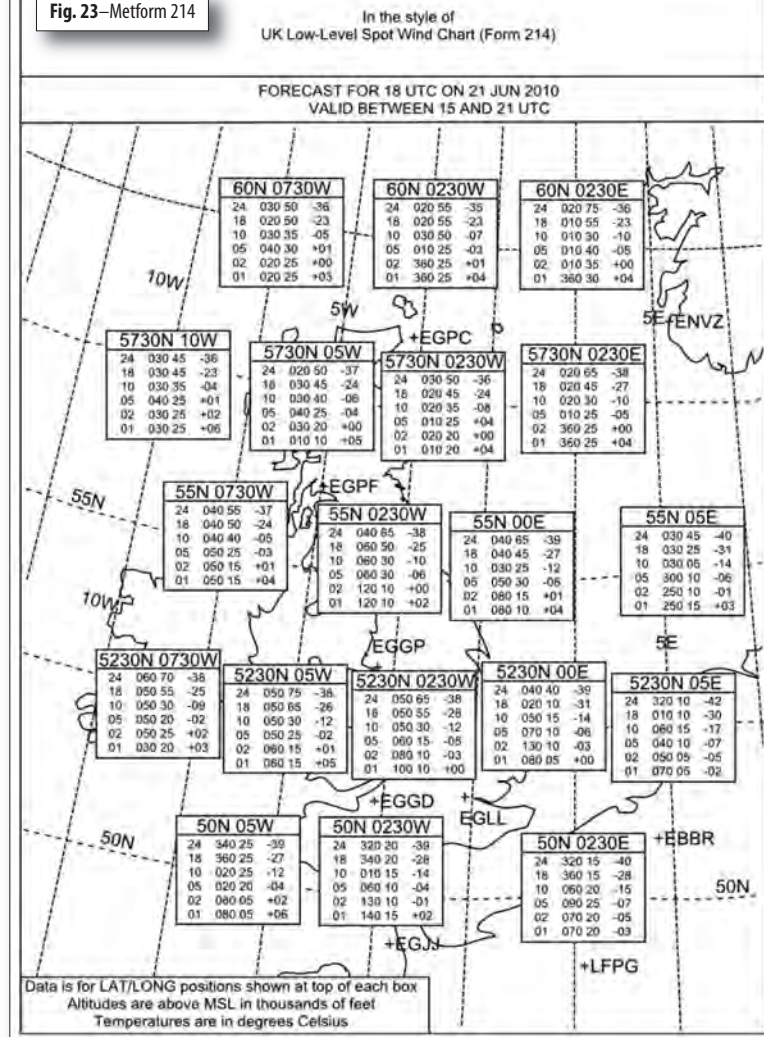 Fig. 23–Metform 214
In the style of
UK Low-Level Spot Wind Chart (Form 214)
FORECAST FOR 18 UTC ON 21 JUN 2010
VALID BETWEEN 15 AND 21 UTC
60N 0730W
24 030 50 -36
18 020 50 -23
10 030 35 -05
05 040 30 +01
02 020 25 +00
01 020 25 +03
60N 0230W
24 020 55 -35
18 020 55 -23
10 030 50 -07
05 010 25 -03
02 360 25 +01
01 360 25 +04
60N 0230E
24 020 75 -36
18 010 55 -23
10 010 30 -10
05 010 40 -05
02 010 35 +00
01 360 30 +04
10W
5W
+EGPC
5E
+ENVZ
5730N 10W
24 030 45 -36
18 030 45 -23
10 030 35 -04
05 040 25 +01
02 030 25 +02
01 030 25 +06
5730N 05W
24 020 50 -37
18 030 45 -24
10 030 40 -06
05 040 25 -04
02 030 20 +00
01 010 10 +05
5730N 0230W
24 030 50 -36
18 020 45 -24
10 020 35 -08
05 010 25 +04
02 020 20 +00
01 010 20 +04
5730N 0230E
24 020 65 -38
18 020 45 -27
10 020 30 -10
05 010 25 -05
02 360 25 +00
01 360 25 +04
55N
+EGPF
55N 0730W
24 040 55 -37
18 040 50 -24
10 040 40 -05
05 050 25 -03
02 050 15 +01
01 050 15 +04
55N 0230W
24 040 65 -38
18 060 50 -25
10 060 30 -10
05 060 30 -06
02 120 10 +00
01 120 10 +02
55N 00E
24 040 65 -39
18 040 45 -27
10 030 25 -12
05 050 30 -06
02 080 15 +01
01 080 10 +04
55N 05E
24 030 45 -40
18 030 25 -31
10 030 05 -14
05 300 10 -06
02 250 10 -01
01 250 15 +03
10W
EGGP
+
5E
5230N 0730W
24 060 70 -38
18 050 55 -25
10 050 30 -09
05 050 20 -02
02 050 25 +02
01 030 20 +03
5230N 05W
24 050 75 -38
18 050 65 -26
10 050 30 -12
05 050 25 -02
02 060 15 +01
01 060 15 +05
5230N 0230W
24 050 65 -38
18 050 55 -28
10 050 30 -12
05 060 15 -05
02 080 10 -03
01 100 10 +00
5230N 00E
24 040 40 -39
18 020 10 -31
10 050 15 -14
05 070 10 -06
02 130 10 -03
01 080 05 +00
5230N 05E
24 320 10 -42
18 010 10 -30
10 060 15 -17
05 040 10 -07
02 050 05 -05
01 070 05 -02
+EGGD
+
EGLL
50N
50N 05W
24 340 25 -39
18 360 25 -27
10 020 25 -12
05 020 20 -04
02 060 05 +02
01 080 05 +06
50N 0230W
24 320 20 -39
18 340 20 -28
10 010 15 -14
05 060 10 -04
02 130 10 -01
01 140 15 +02
50N 0230E
24 320 15 -40
18 360 15 -28
10 060 20 -15
05 090 25 -07
02 070 20 -05
01 070 20 -03
+EBBR
50N
+EGJJ
+LFPG
Data is for LAT/LONG positions shown at top of each box
Altitudes are above MSL in thousands of feet
Temperatures are in degrees Celsius